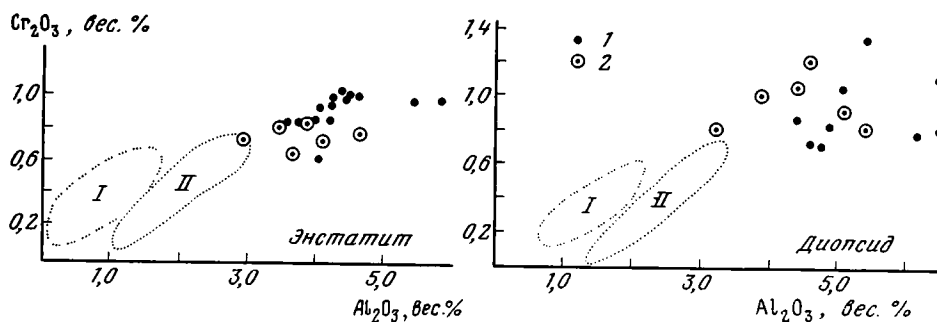 Cr₂O₃, вес. %
1,0
0,6
0,2
I
II
Энстатит
1,0
3,0
5,0
Al₂O₃, вес.%
1,4
1,0
0,6
0,2
1
2
I
II
Диопсид
1,0
3,0
5,0
Al₂O₃, вес. %